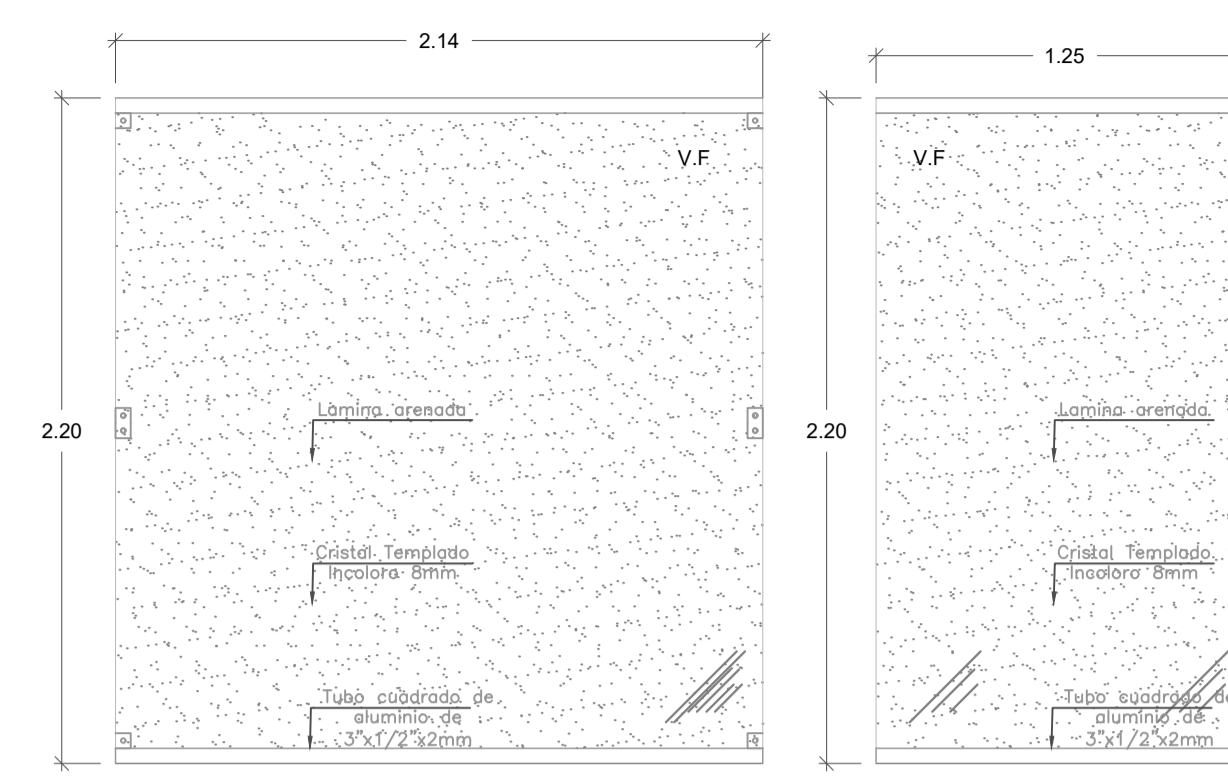 2.14
1.25
V.F
V.F
Lamina arenada
Lamina arenada
2.20
2.20
Cristal Templado
Incoloro 8mm
Cristal Templado
Incoloro 8mm
Tubo cuadrado de
aluminio de
3"x1/2"x2mm
Tubo cuadrado de
aluminio de
3"x1/2"x2mm